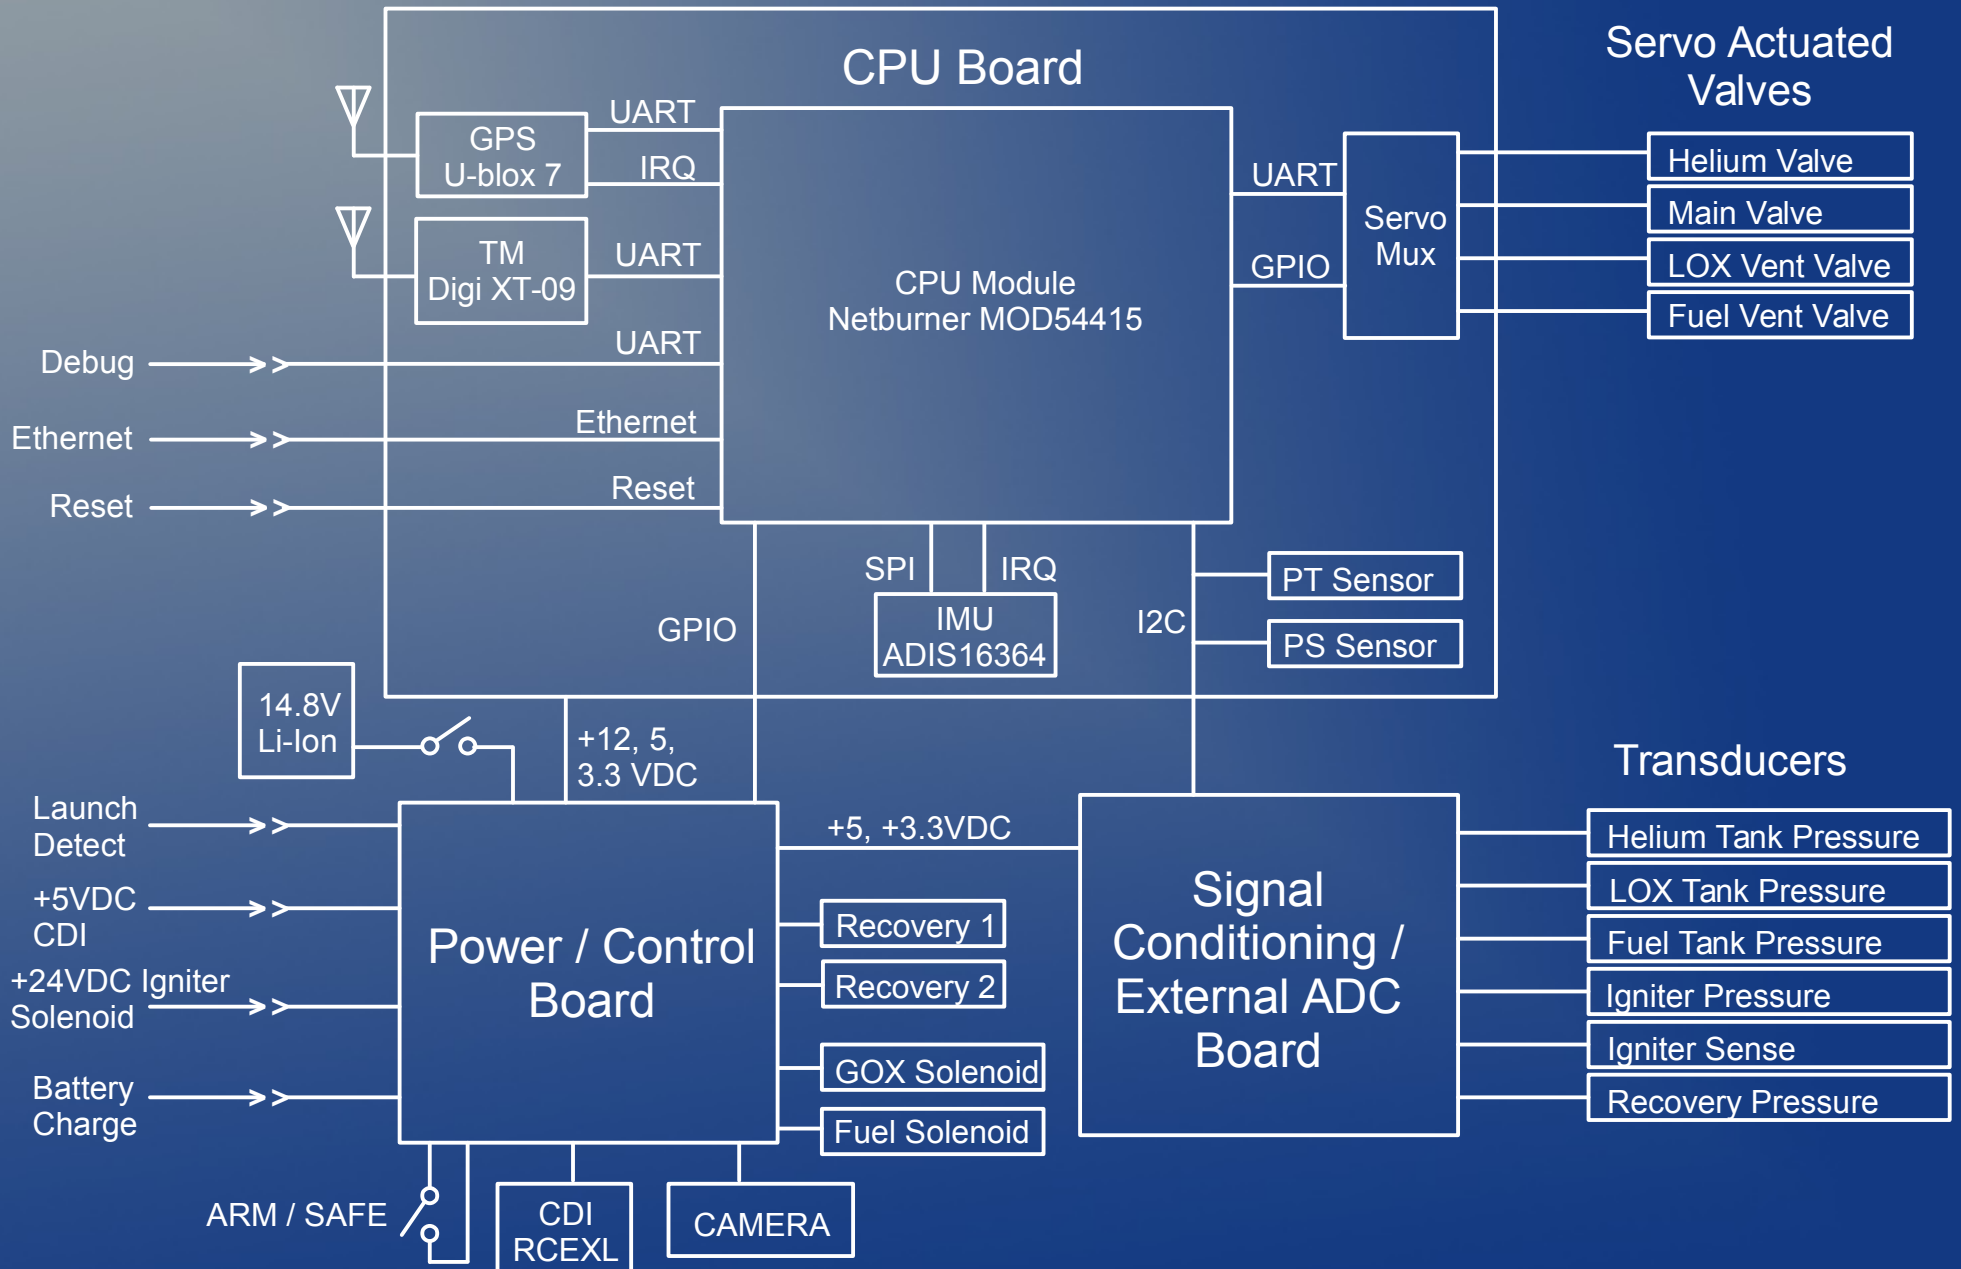 CPU Board
Servo Actuated
Valves
GPS
U-blox 7
UART
IRQ
TM
Digi XT-09
UART
CPU Module
Netburner MOD54415
UART
GPIO
Servo
Mux
Helium Valve
Main Valve
LOX Vent Valve
Fuel Vent Valve
Debug
UART
Ethernet
Ethernet
Reset
Reset
SPI
IRQ
IMU
ADIS16364
GPIO
I2C
PT Sensor
PS Sensor
14.8V
Li-Ion
+12, 5,
3.3 VDC
Transducers
Launch
Detect
+5VDC
CDI
+24VDC Igniter
Solenoid
Battery
Charge
Power / Control
Board
+5, +3.3VDC
Recovery 1
Recovery 2
GOX Solenoid
Fuel Solenoid
Signal
Conditioning /
External ADC
Board
Helium Tank Pressure
LOX Tank Pressure
Fuel Tank Pressure
Igniter Pressure
Igniter Sense
Recovery Pressure
ARM / SAFE
CDI
RCEXL
CAMERA